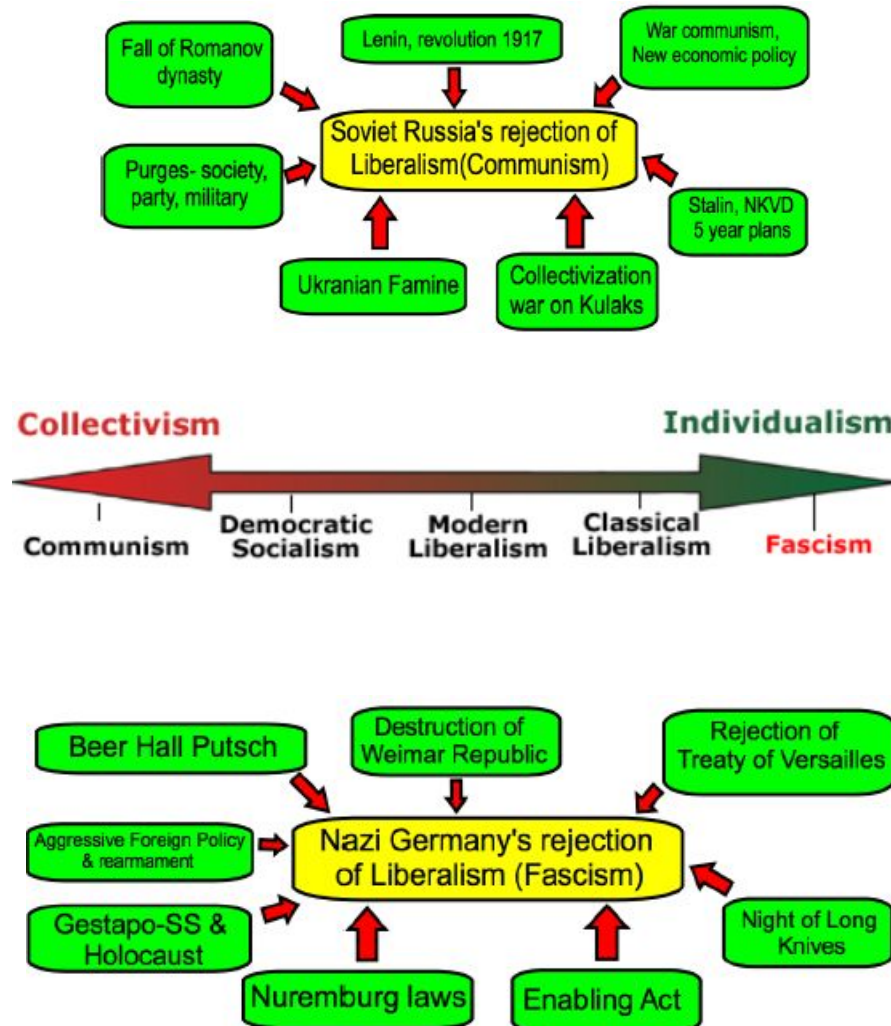 Fall of Romanov
dynasty
Lenin, revolution 1917
War communism,
New economic policy
Soviet Russia's rejection of
Liberalism(Communism)
Purges- society,
party, military
Stalin, NKVD
5 year plans
Ukranian Famine
Collectivization
war on Kulaks
Collectivism
Individualism
Communism
Democratic
Socialism
Modern
Liberalism
Classical
Liberalism
Fascism
Beer Hall Putsch
Destruction of
Weimar Republic
Rejection of
Treaty of Versailles
Aggressive Foreign Policy
& rearmament
Nazi Germany's rejection
of Liberalism (Fascism)
Gestapo-SS &
Holocaust
Night of Long
Knives
Nuremburg laws
Enabling Act